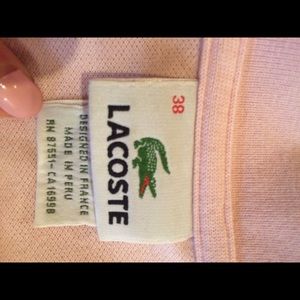 38
LACOSTE
DESIGNED IN FRANCE
MADE IN PERU
RN 87551-CA 16998